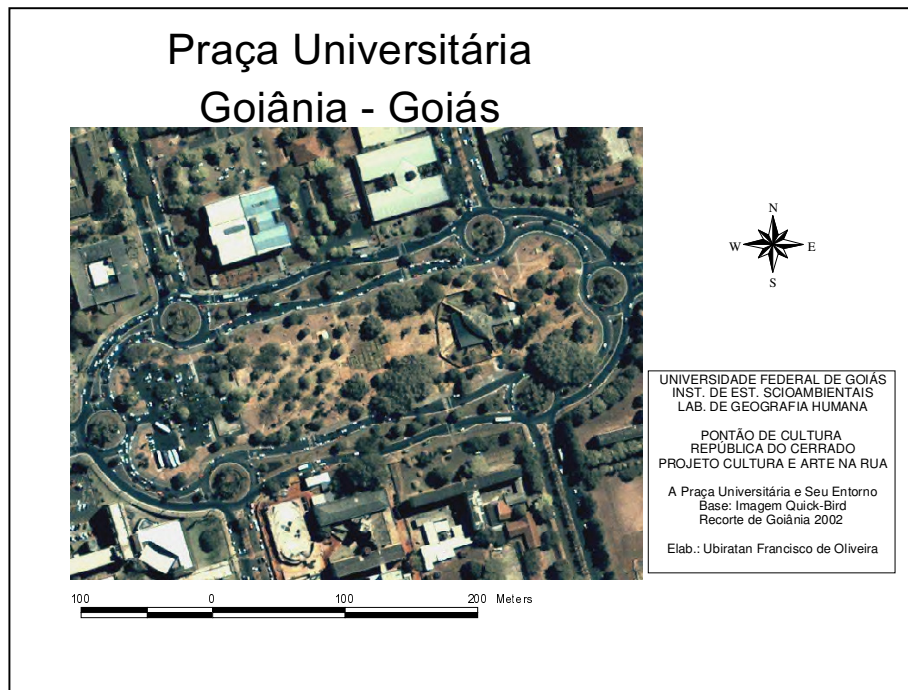 Praça Universitária
Goiânia - Goiás
N
W E
S
UNIVERSIDADE FEDERAL DE GOIÁS
INST. DE EST. SCIOAMBIENTAIS
LAB. DE GEOGRAFIA HUMANA
PONTÃO DE CULTURA
REPÚBLICA DO CERRADO
PROJETO CULTURA E ARTE NA RUA
A Praça Universitária e Seu Entorno
Base: Imagem Quick-Bird
Recorte de Goiânia 2002
Elab.: Ubiratan Francisco de Oliveira
100 0 100 200 Meters